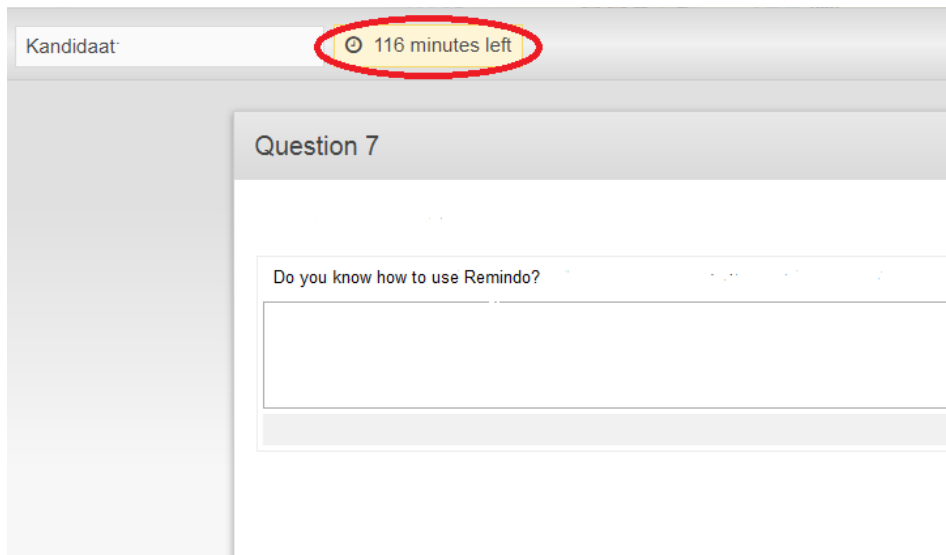 Kandidaat
116 minutes left
Question 7
Do you know how to use Remindo?